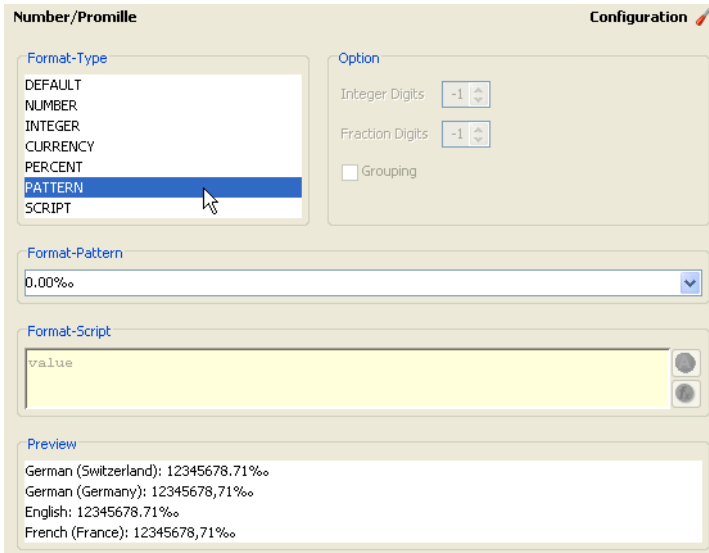 Number/Promille
Configuration
Format-Type
DEFAULT
NUMBER
INTEGER
CURRENCY
PERCENT
PATTERN
SCRIPT
Option
Integer Digits -1
Fraction Digits -1
Grouping
Format-Pattern
0.00‰
Format-Script
value
Preview
German (Switzerland): 12345678.71‰
German (Germany): 12345678,71‰
English: 12345678.71‰
French (France): 12345678,71‰